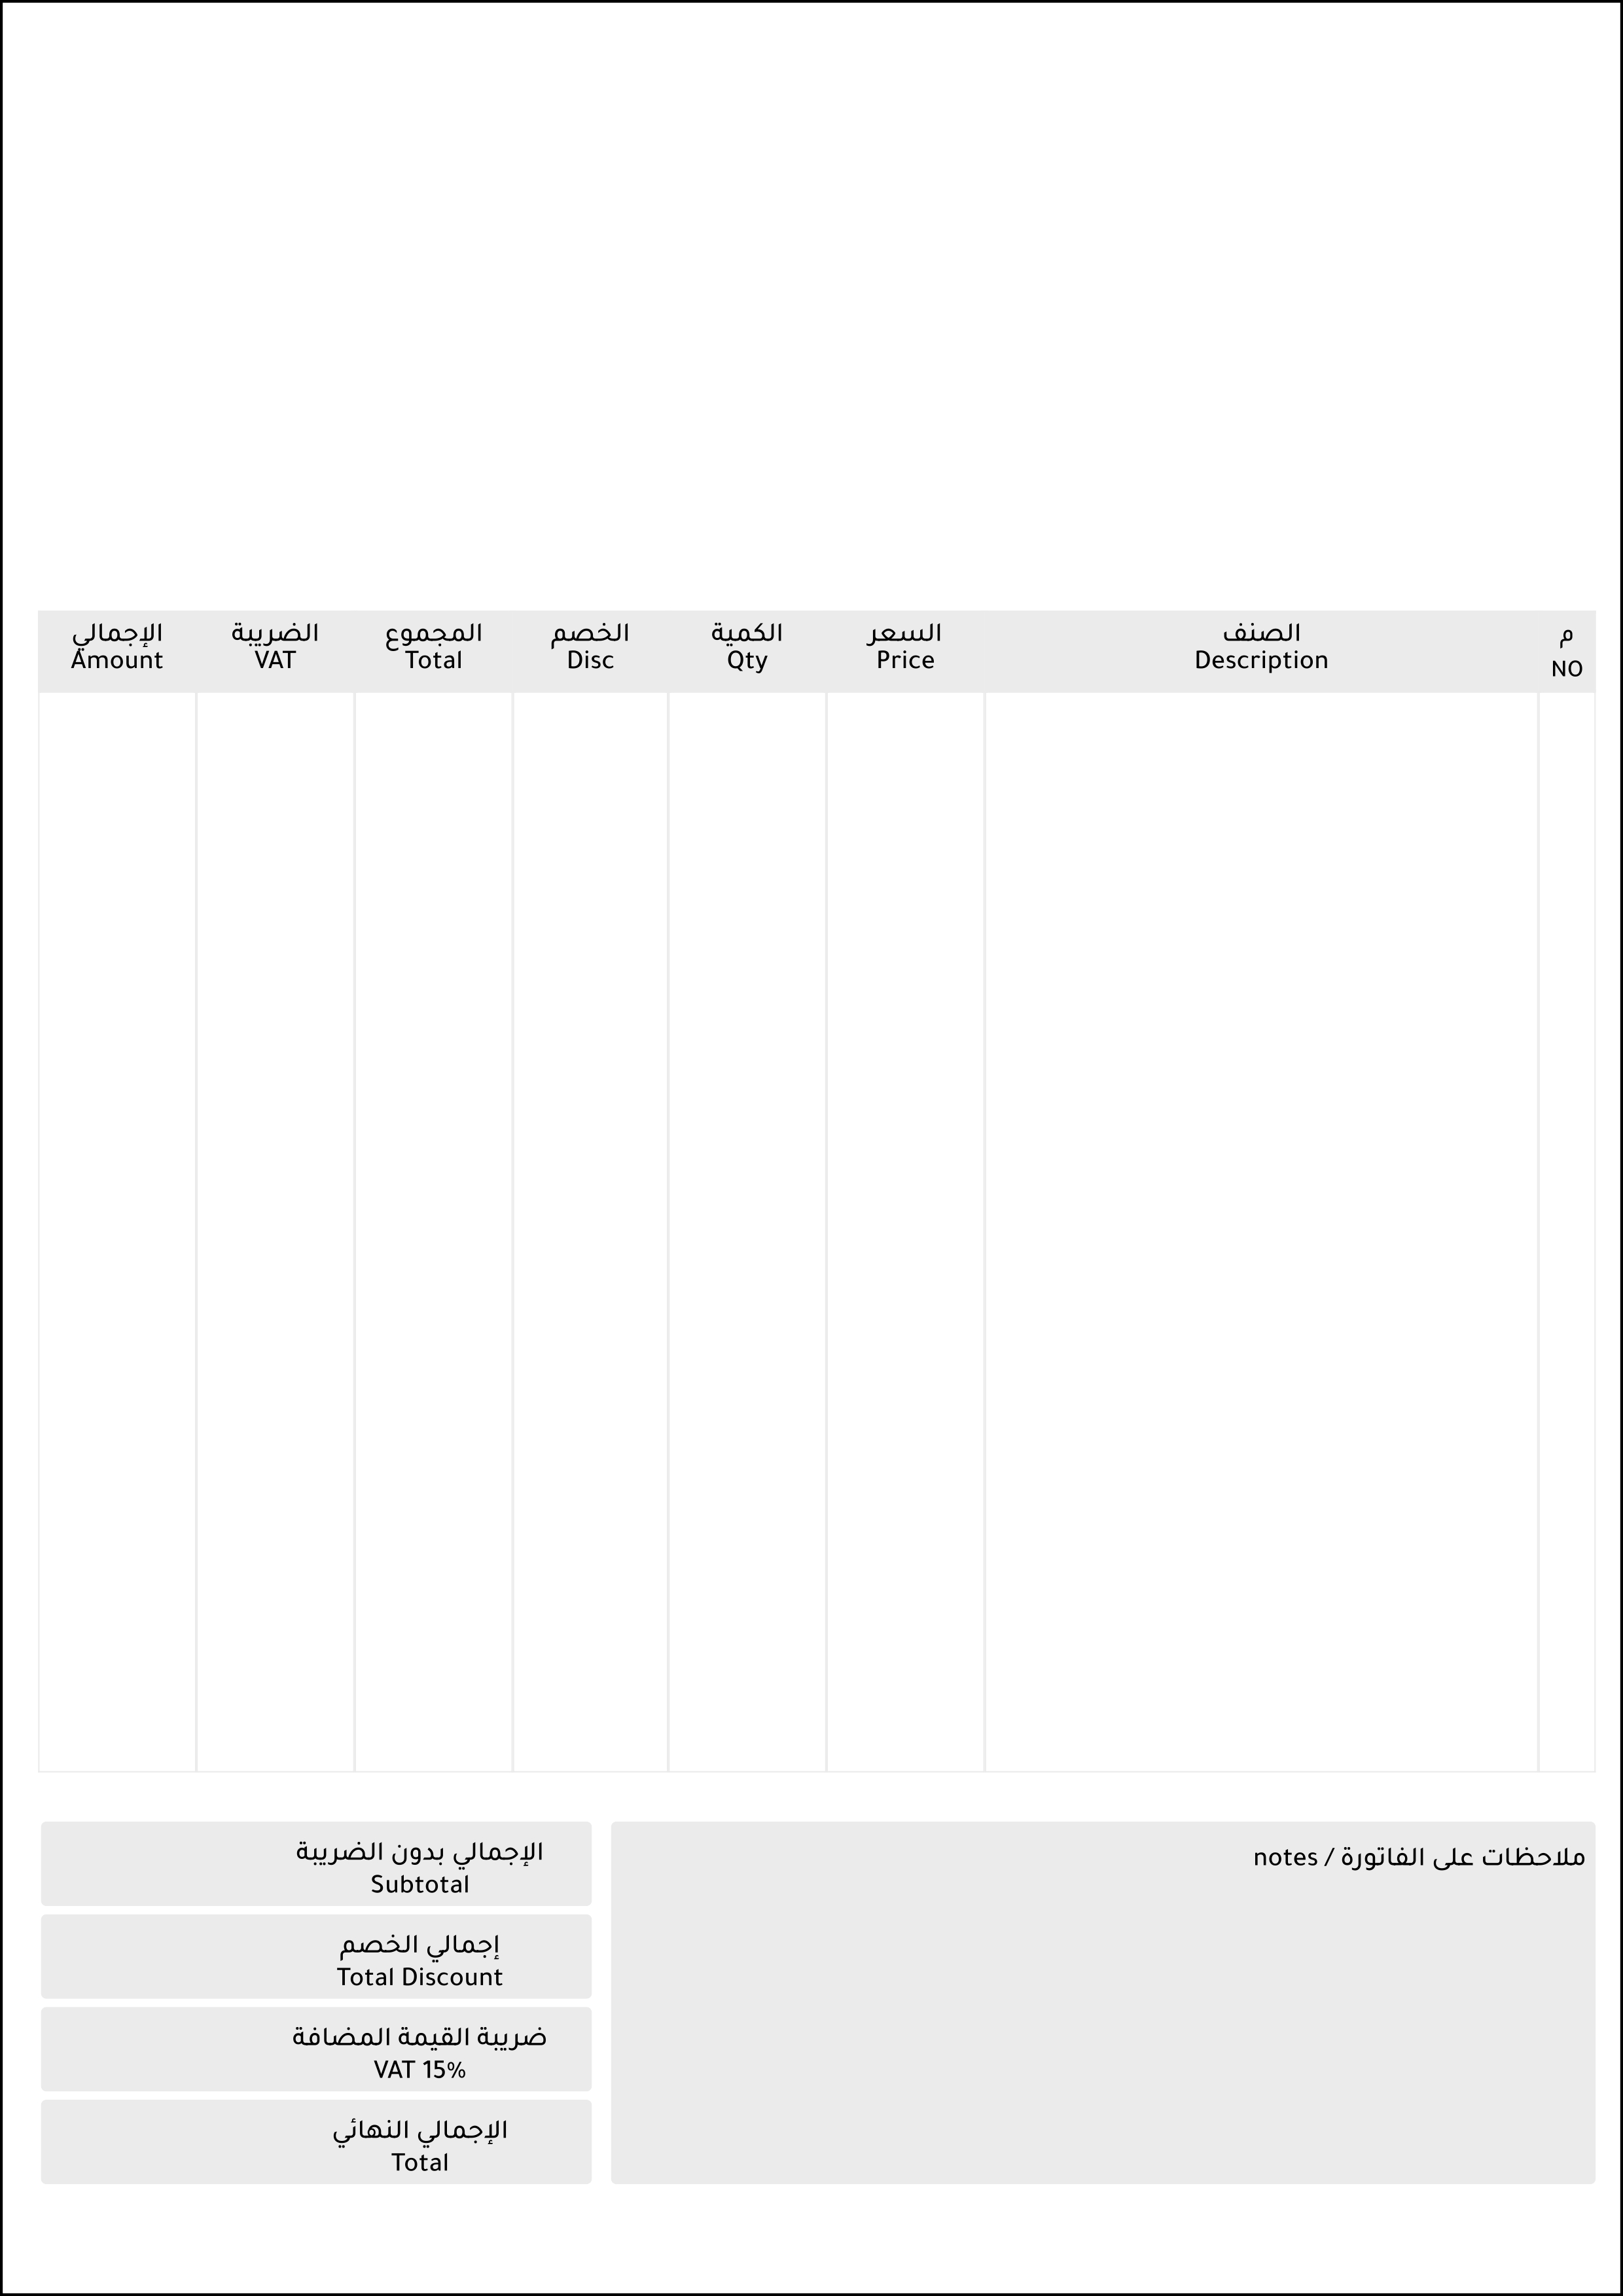 م
NO
الصنف
Description
السعر
Price
الكمية
Qty
الخصم
Disc
المجموع
Total
الضريبة
VAT
الإجمالي
Amount
ملاحظات على الفاتورة / notes
الإجمالي بدون الضريبة
Subtotal
إجمالي الخصم
Total Discount
ضريبة القيمة المضافة
VAT 15%
الإجمالي النهائي
Total